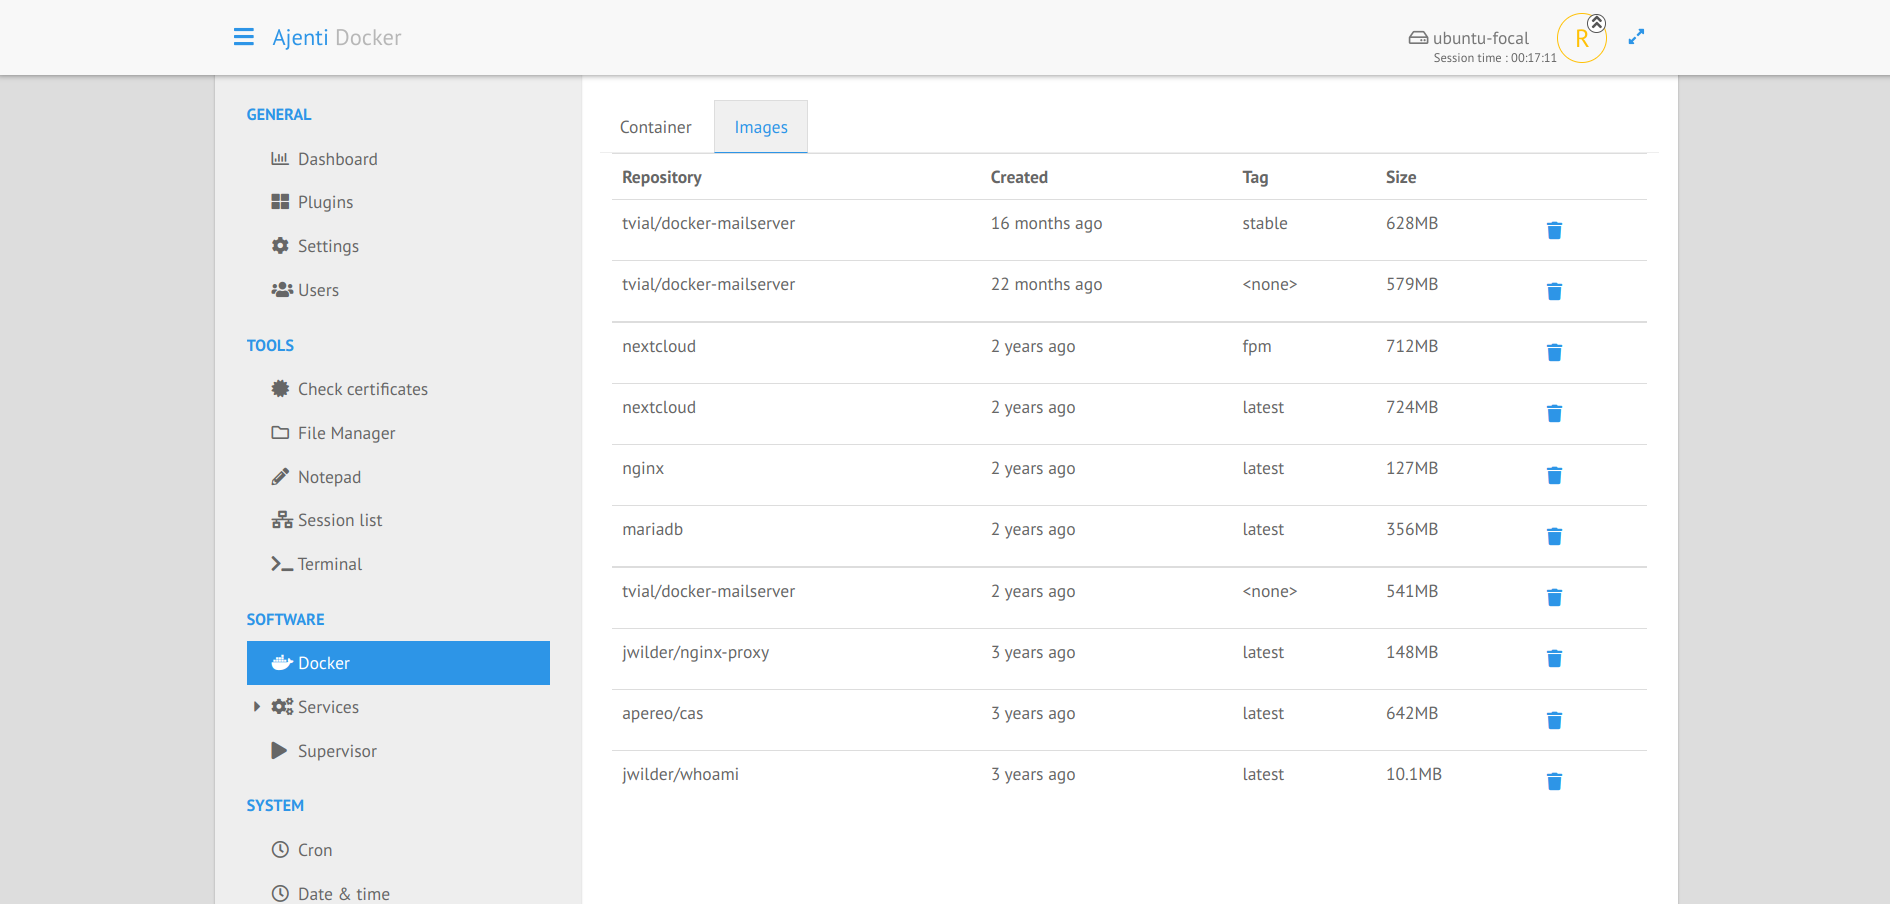 Ajenti Docker
ubuntu-focal
Session time : 00:17:11
R
GENERAL
Dashboard
Plugins
Settings
Users
TOOLS
Check certificates
File Manager
Notepad
Session list
Terminal
SOFTWARE
Docker
Services
Supervisor
SYSTEM
Cron
Date & time
Container Images
Repository Created Tag Size
tvial/docker-mailserver 16 months ago stable 628MB
tvial/docker-mailserver 22 months ago <none> 579MB
nextcloud 2 years ago fpm 712MB
nextcloud 2 years ago latest 724MB
nginx 2 years ago latest 127MB
mariadb 2 years ago latest 356MB
tvial/docker-mailserver 2 years ago <none> 541MB
jwilder/nginx-proxy 3 years ago latest 148MB
apereo/cas 3 years ago latest 642MB
jwilder/whoami 3 years ago latest 10.1MB